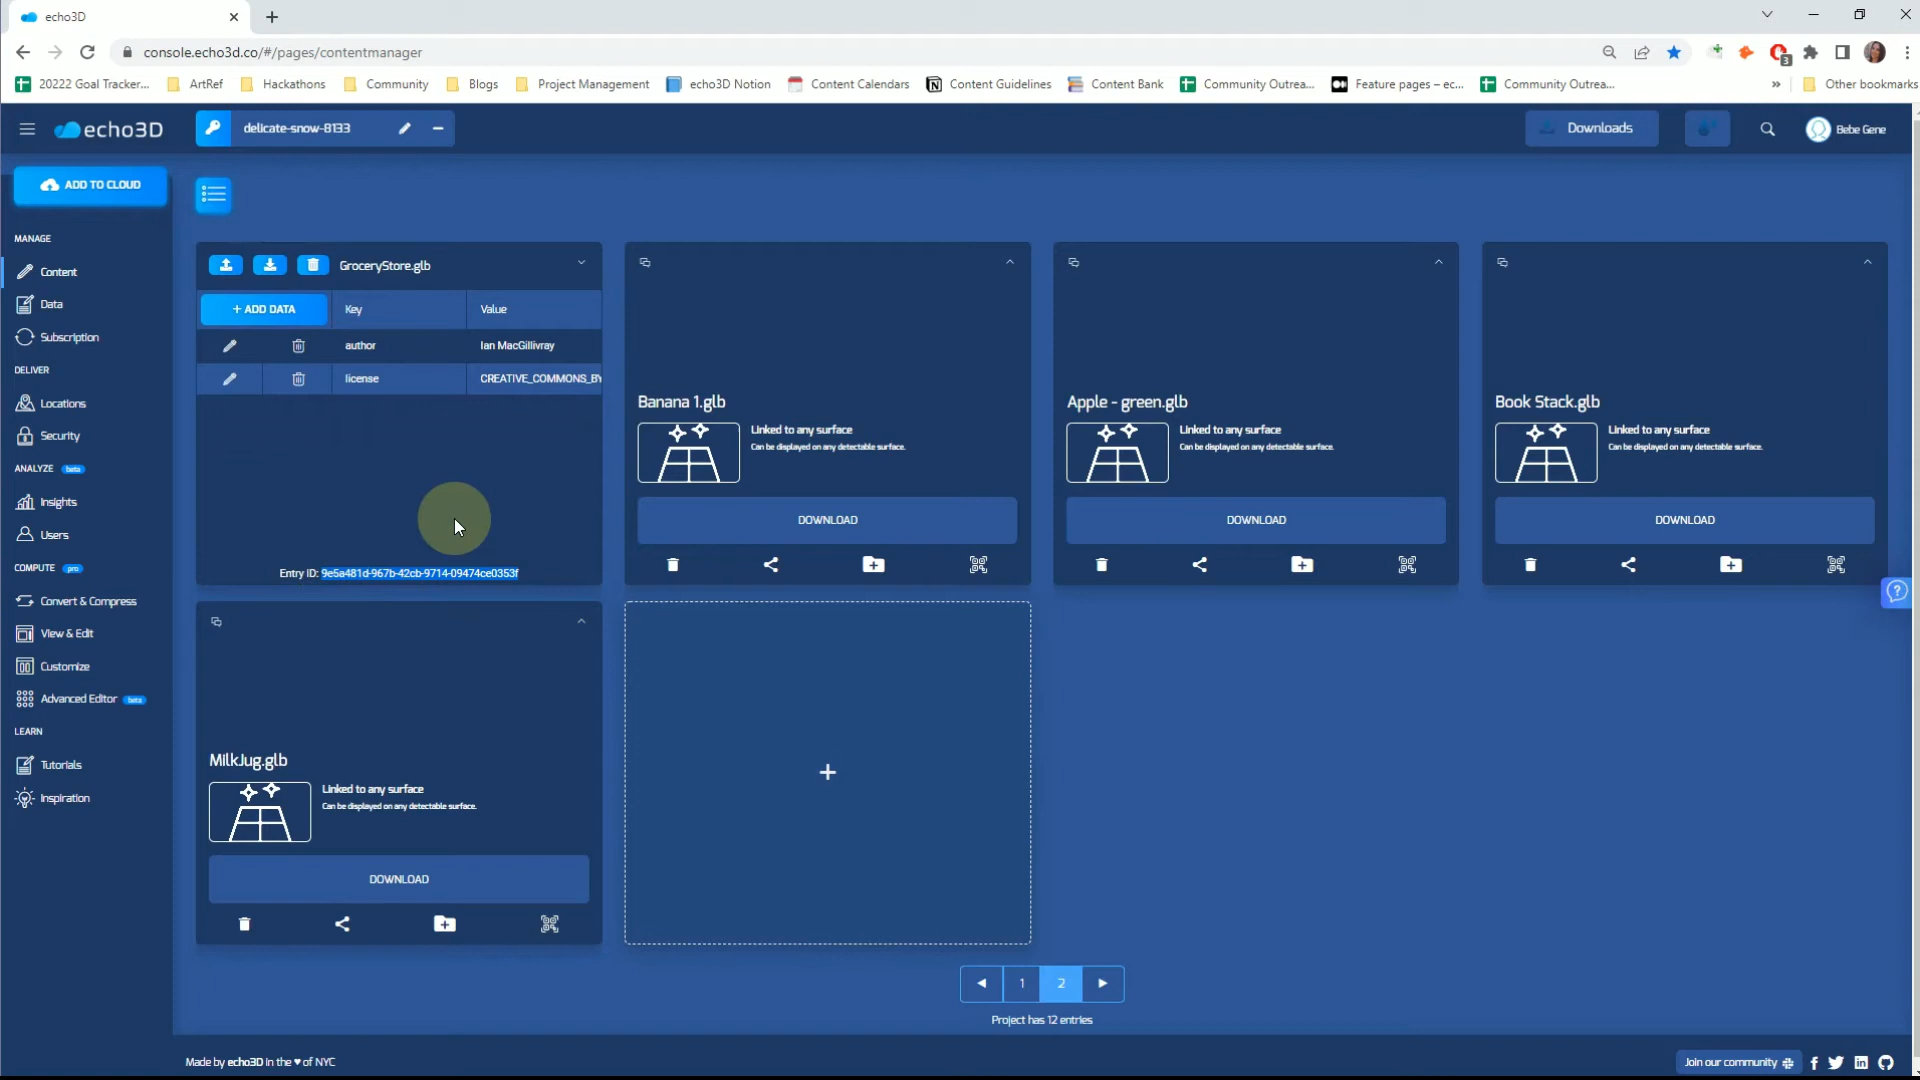 echo3D
console.echo3d.co/#/pages/contentmanager
3
20222 Goal Tracker...
ArtRef
Hackathons
Community
Blogs
Project Management
echo3D Notion
Content Calendars
Content Guidelines
Content Bank
Community Outrea...
Feature pages – ec...
Community Outrea...
»
Other bookmarks
echo3D
delicate-snow-8133
Downloads
Bebe Gene
ADD TO CLOUD
MANAGE
Content
Data
Subscription
DELIVER
Locations
Security
ANALYZE beta
Insights
Users
COMPUTE pro
Convert & Compress
View & Edit
Customize
Advanced Editor beta
LEARN
Tutorials
Inspiration
GroceryStore.glb
+ ADD DATA
Key
Value
author
Ian MacGillivray
license
CREATIVE_COMMONS_BY
Entry ID: 9e5a481d-967b-42cb-9714-09474ce0353f
Banana 1.glb
Linked to any surface
Can be displayed on any detectable surface.
DOWNLOAD
Apple - green.glb
Linked to any surface
Can be displayed on any detectable surface.
DOWNLOAD
Book Stack.glb
Linked to any surface
Can be displayed on any detectable surface.
DOWNLOAD
MilkJug.glb
Linked to any surface
Can be displayed on any detectable surface.
DOWNLOAD
+
◄ 1 2 ►
Project has 12 entries
Made by echo3D in the ♥ of NYC
Join our community